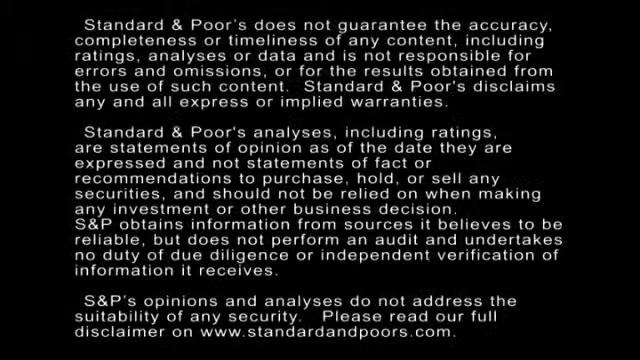 Standard & Poor's does not guarantee the accuracy,
completeness or timeliness of any content, including
ratings, analyses or data and is not responsible for
errors and omissions, or for the results obtained from
the use of such content. Standard & Poor's disclaims
any and all express or implied warranties.
Standard & Poor's analyses, including ratings,
are statements of opinion as of the date they are
expressed and not statements of fact or
recommendations to purchase, hold, or sell any
securities, and should not be relied on when making
any investment or other business decision.
S&P obtains information from sources it believes to be
reliable, but does not perform an audit and undertakes
no duty of due diligence or independent verification of
information it receives.
S&P's opinions and analyses do not address the
suitability of any security. Please read our full
disclaimer on www.standardandpoors.com.